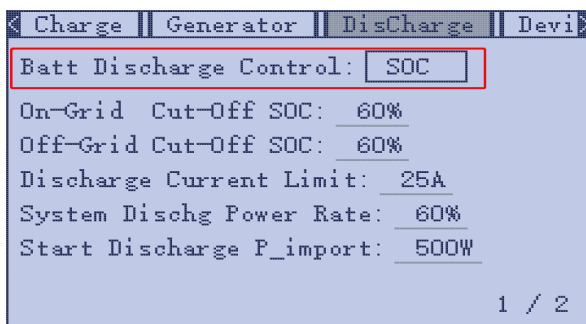 Charge Generator DisCharge Devi
Batt Discharge Control: SOC
On-Grid Cut-Off SOC: 60%
Off-Grid Cut-Off SOC: 60%
Discharge Current Limit: 25A
System Dischg Power Rate: 60%
Start Discharge P_import: 500W
1 / 2